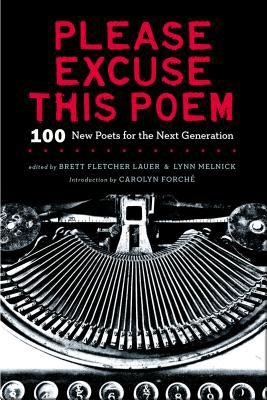 PLEASE
EXCUSE
THIS POEM
100 New Poets for the Next Generation
edited by BRETT FLETCHER LAUER & LYNN MELNICK
Introduction by CAROLYN FORCHÉ